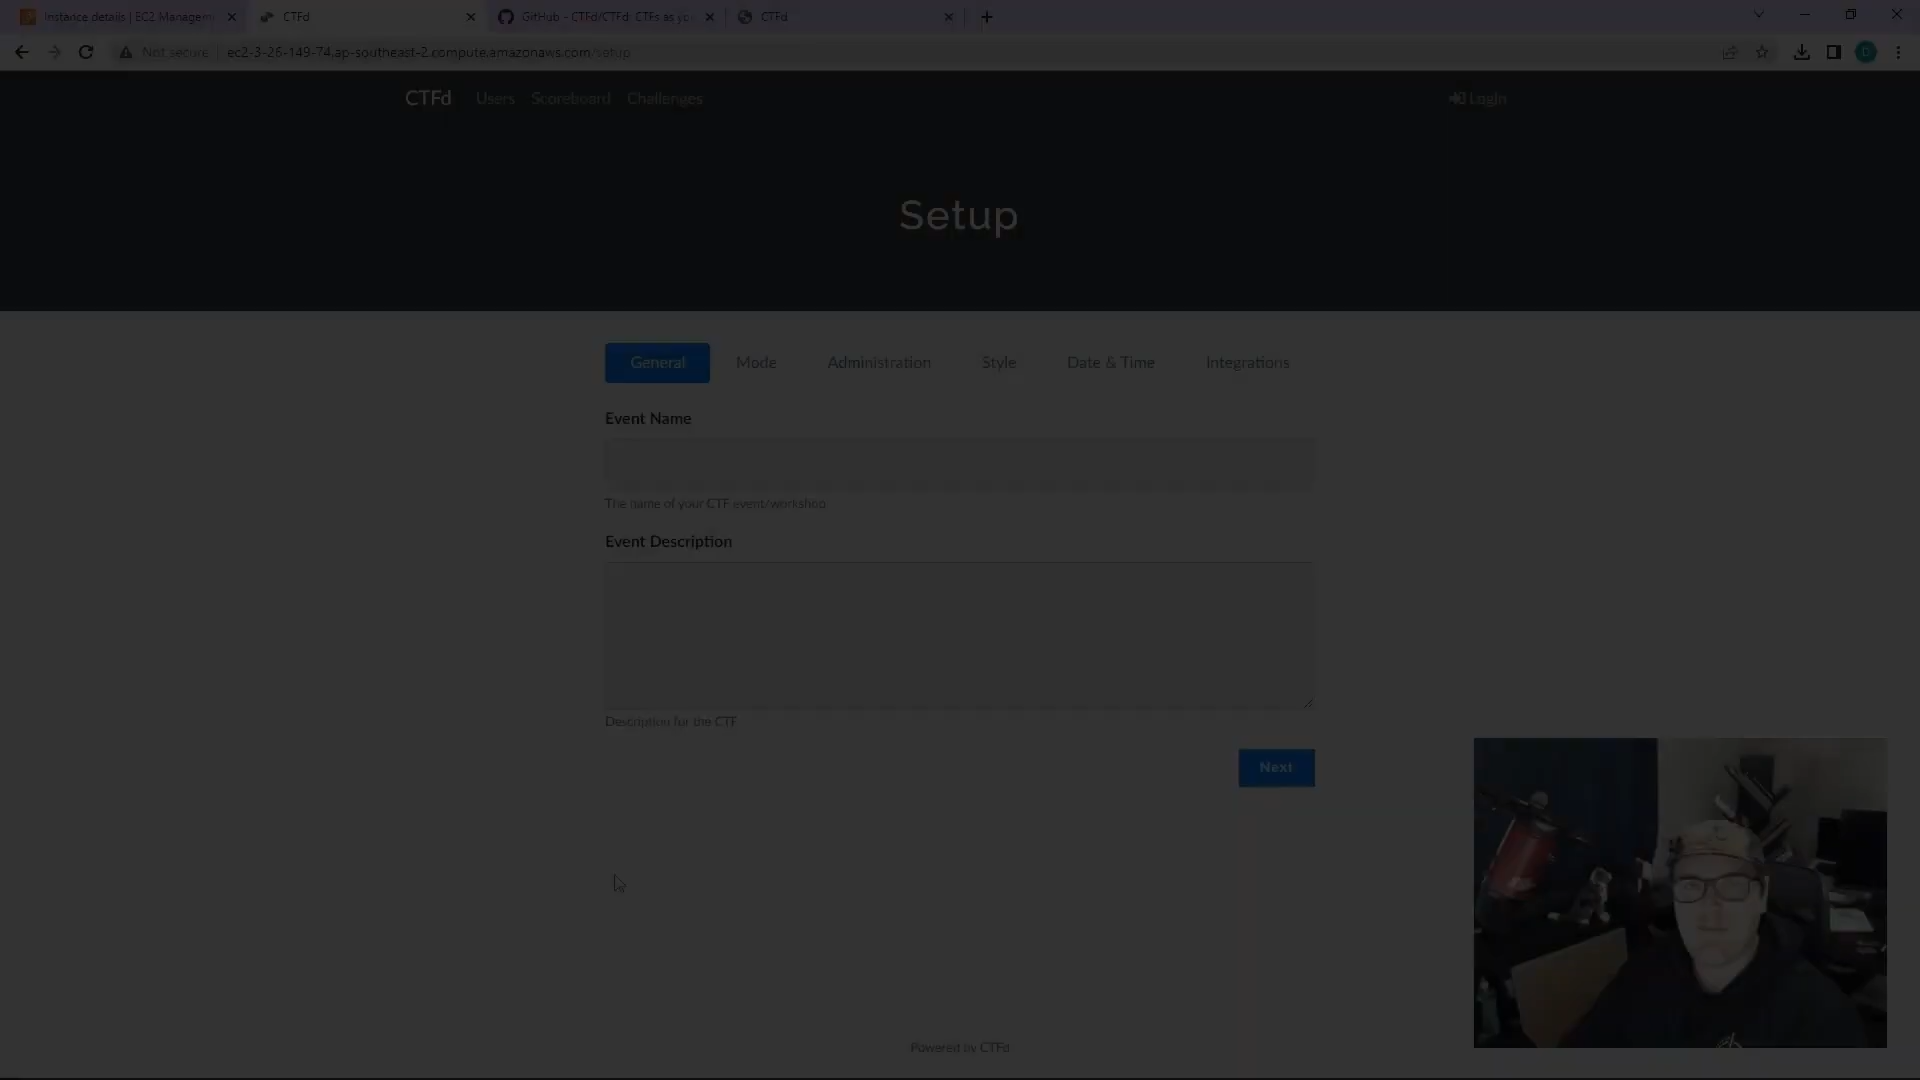 Instance details | EC2 Managem
CTFd
GitHub - CTFd/CTFd: CTFs as yo
CTFd
Not secure
ec2-3-26-149-74.ap-southeast-2.compute.amazonaws.com/setup
D
CTFd
Users
Scoreboard
Challenges
Login
Setup
General
Mode
Administration
Style
Date & Time
Integrations
Event Name
The name of your CTF event/workshop
Event Description
Description for the CTF
Next
Powered by CTFd